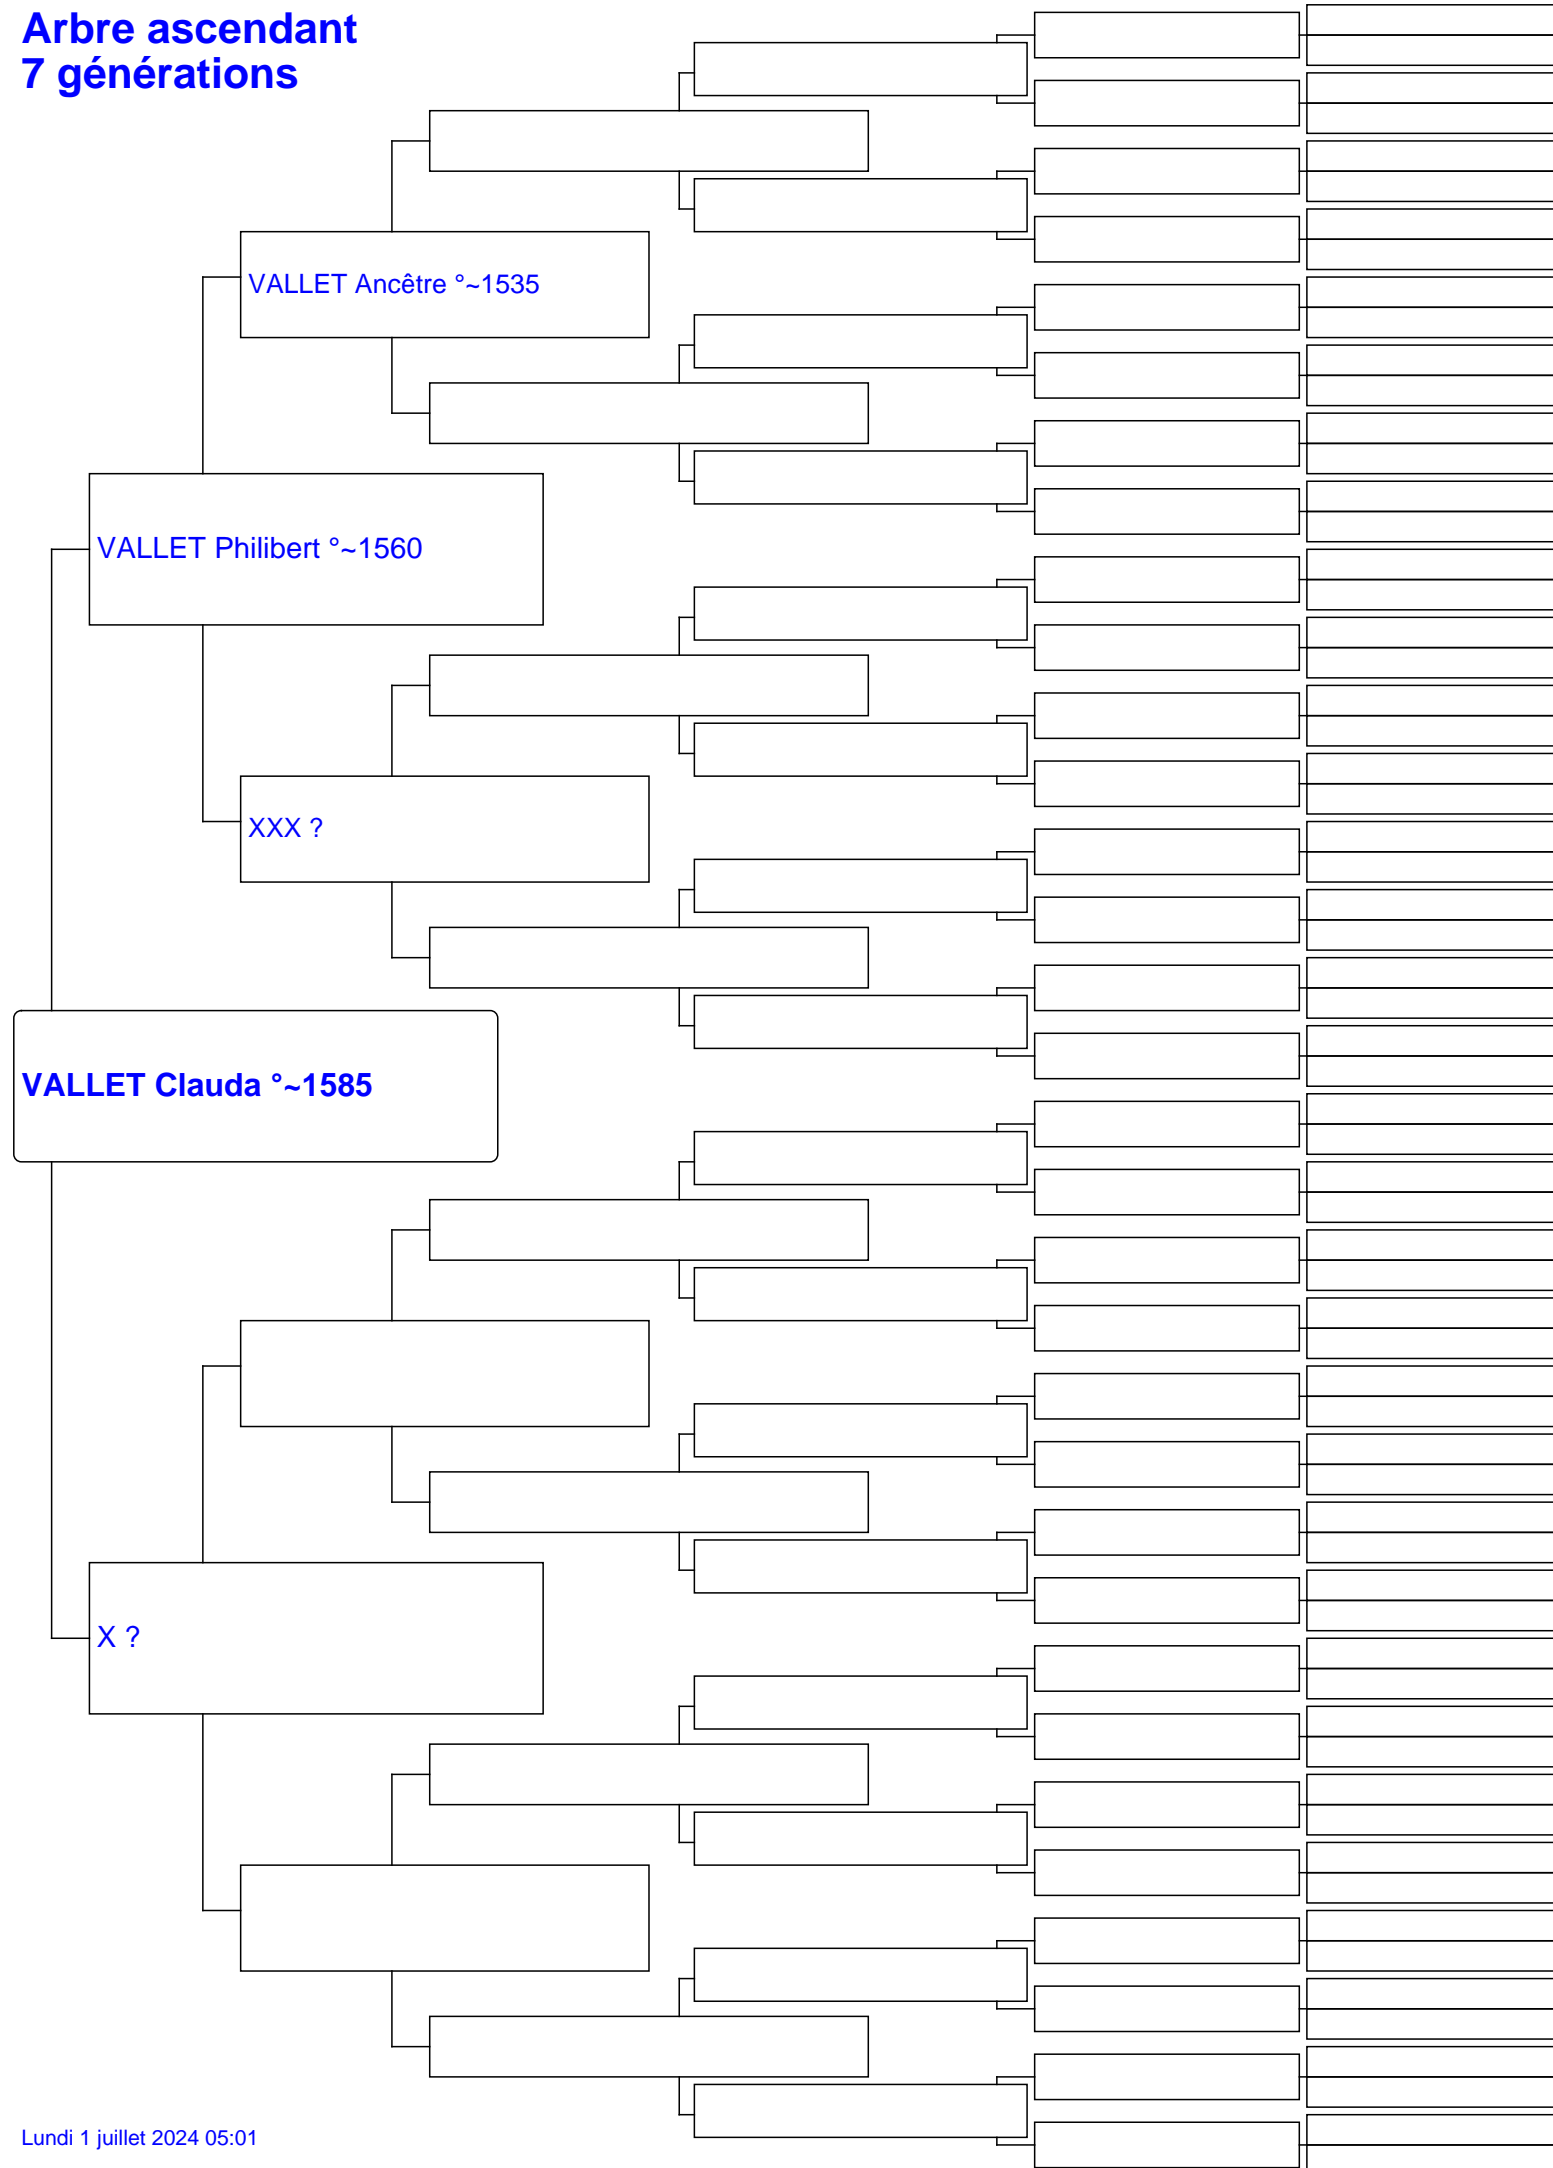 Arbre ascendant
7 générations
VALLET Ancêtre °~1535
VALLET Philibert °~1560
XXX ?
VALLET Clauda °~1585
X ?
Lundi 1 juillet 2024 05:01